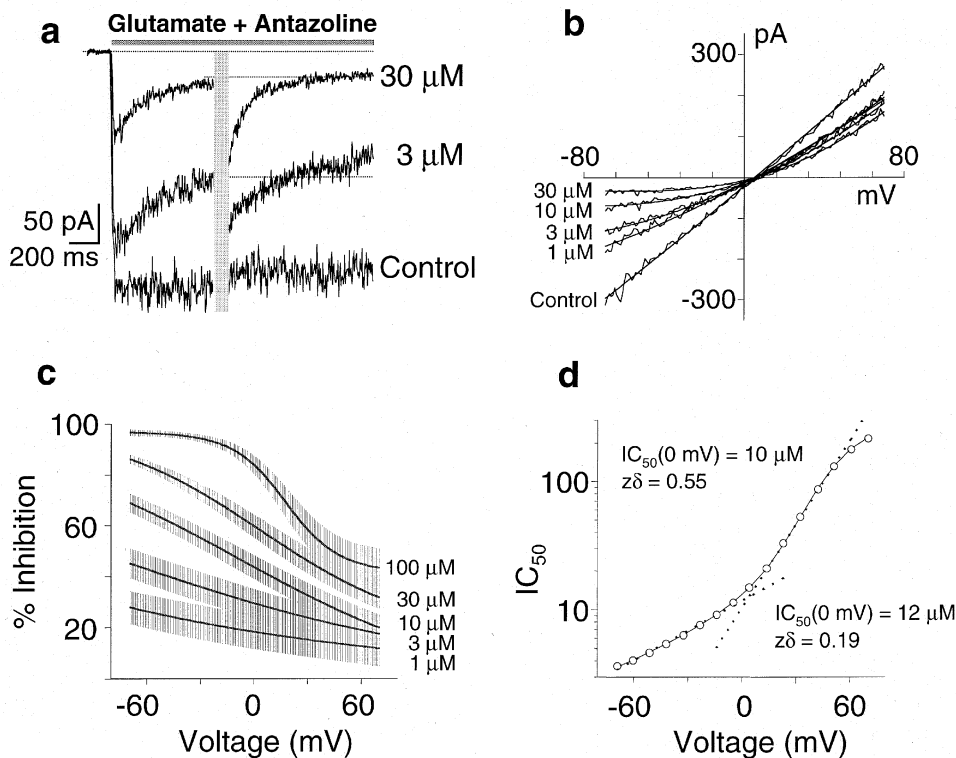 a
Glutamate + Antazoline
30 μM
3 μM
50 pA
200 ms
Control
b
pA
300
-80
80
mV
30 μM
10 μM
3 μM
1 μM
Control
-300
c
100
60
20
% Inhibition
100 μM
30 μM
10 μM
3 μM
1 μM
-60
0
60
Voltage (mV)
d
IC50(0 mV) = 10 μM
zδ = 0.55
100
10
IC50
IC50(0 mV) = 12 μM
zδ = 0.19
-60
0
60
Voltage (mV)